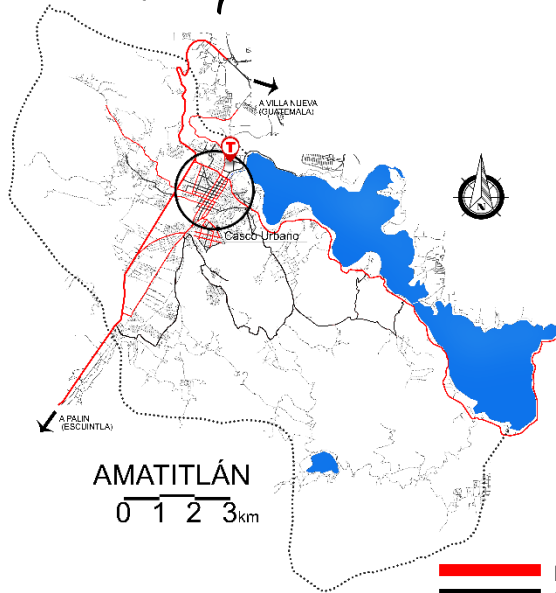 A VILLA NUEVA
(GUATEMALA)
T
Casco Urbano
N
A PALIN
(ESCUINTLA)
AMATITLÁN
0 1 2 3km